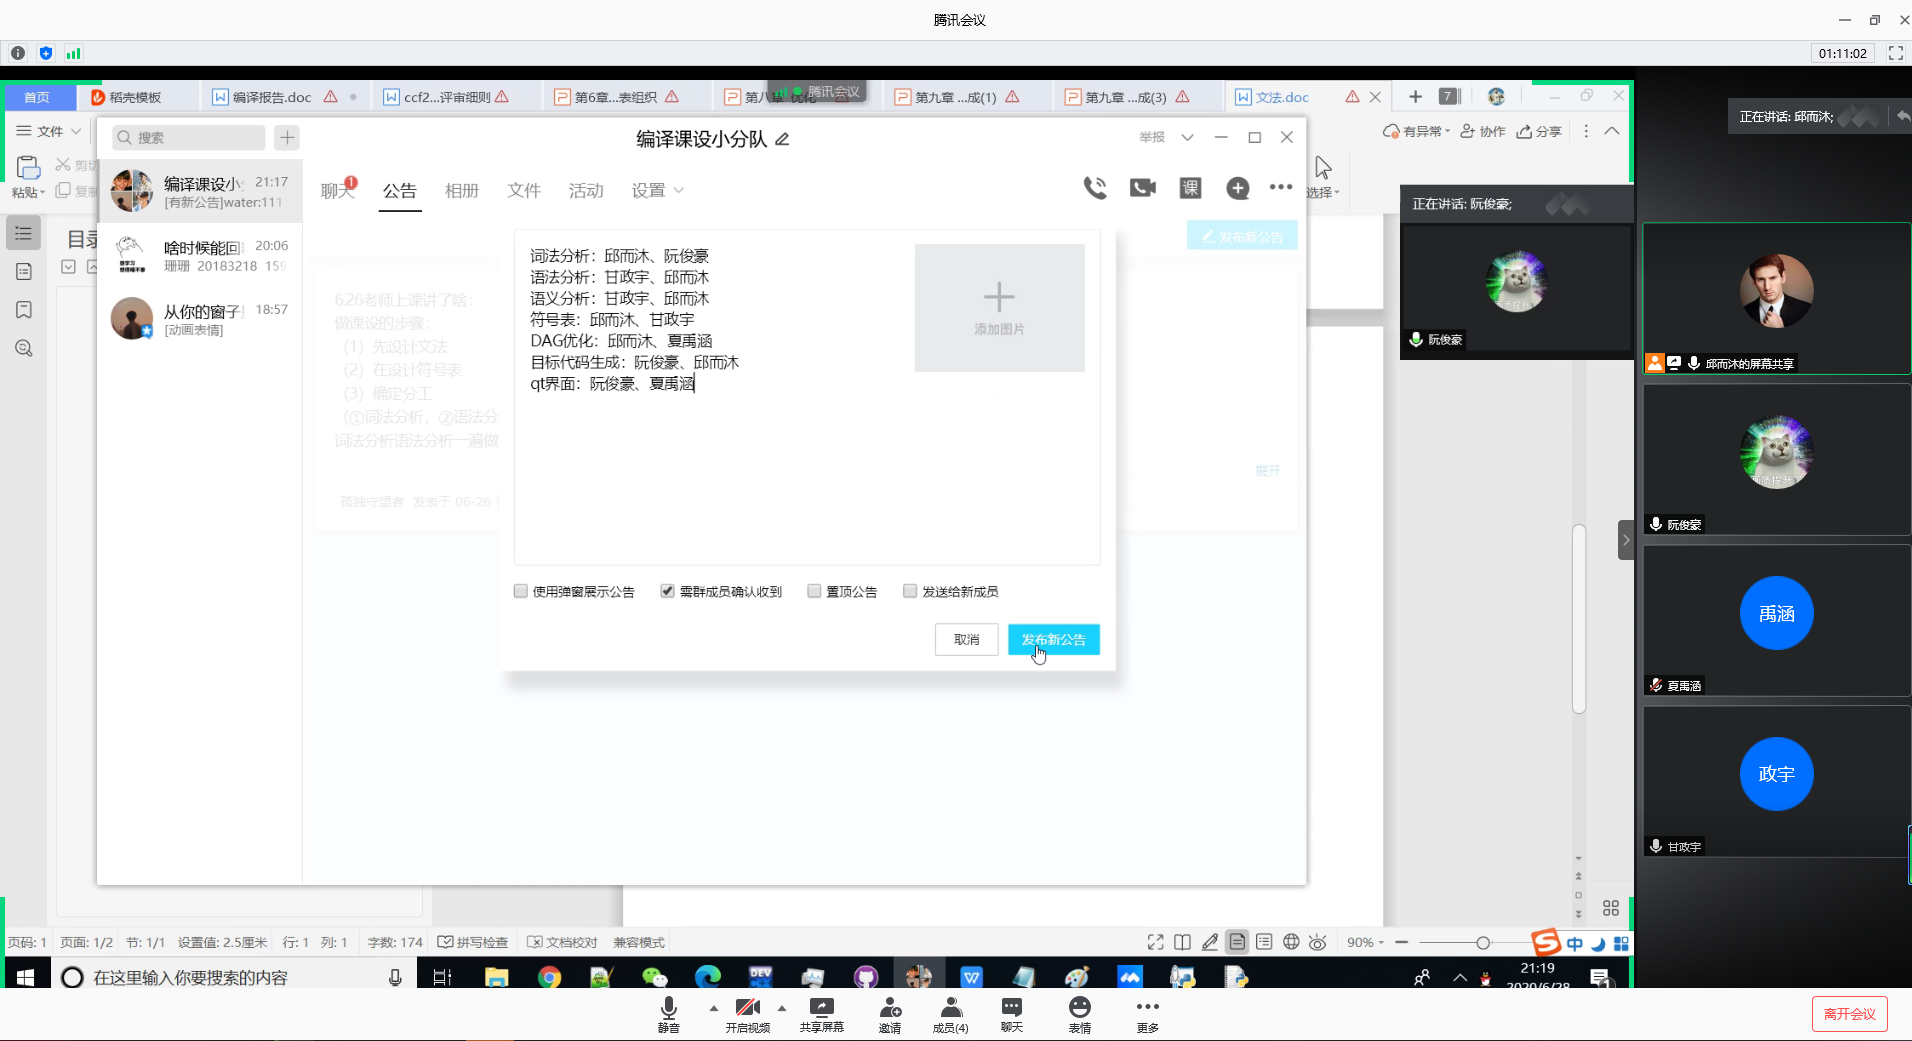 腾讯会议
01:11:02
首页
稻壳模板
编译报告.doc
ccf2...评审细则
第6章...表组织
腾讯会议
第九章 ...成(1)
第九章 ...成(3)
文法.doc
7
正在讲话: 邱而沐;
文件
有异常
协作
分享
粘贴
剪切
复制
选择
目录
搜索
编译课设小
21:17
[有新公告]water:111
啥时候能回
20:06
珊珊 20183218 159
从你的窗子
18:57
[动画表情]
编译课设小分队
举报
聊天
1
公告
相册
文件
活动
设置
课
发布新公告
6.26老师上课讲了啥：
做课设的步骤：
（1）先设计文法
（2）在设计符号表
（3）确定分工
（①词法分析，②语法分
词法分析语法分析一遍做
孤独守望者 发表于 06-26 1
展开
词法分析：邱而沐、阮俊豪
语法分析：甘政宇、邱而沐
语义分析：甘政宇、邱而沐
符号表：邱而沐、甘政宇
DAG优化：邱而沐、夏禹涵
目标代码生成：阮俊豪、邱而沐
qt界面：阮俊豪、夏禹涵
添加图片
使用弹窗展示公告
需群成员确认收到
置顶公告
发送给新成员
取消
发布新公告
正在讲话: 阮俊豪;
阮俊豪
邱而沐的屏幕共享
阮俊豪
禹涵
夏禹涵
政宇
甘政宇
页码: 1
页面: 1/2
节: 1/1
设置值: 2.5厘米
行: 1
列: 1
字数: 174
拼写检查
文档校对
兼容模式
90%
中
在这里输入你要搜索的内容
DEV
21:19
2020/6/28
1
静音
开启视频
共享屏幕
邀请
成员(4)
聊天
表情
更多
离开会议